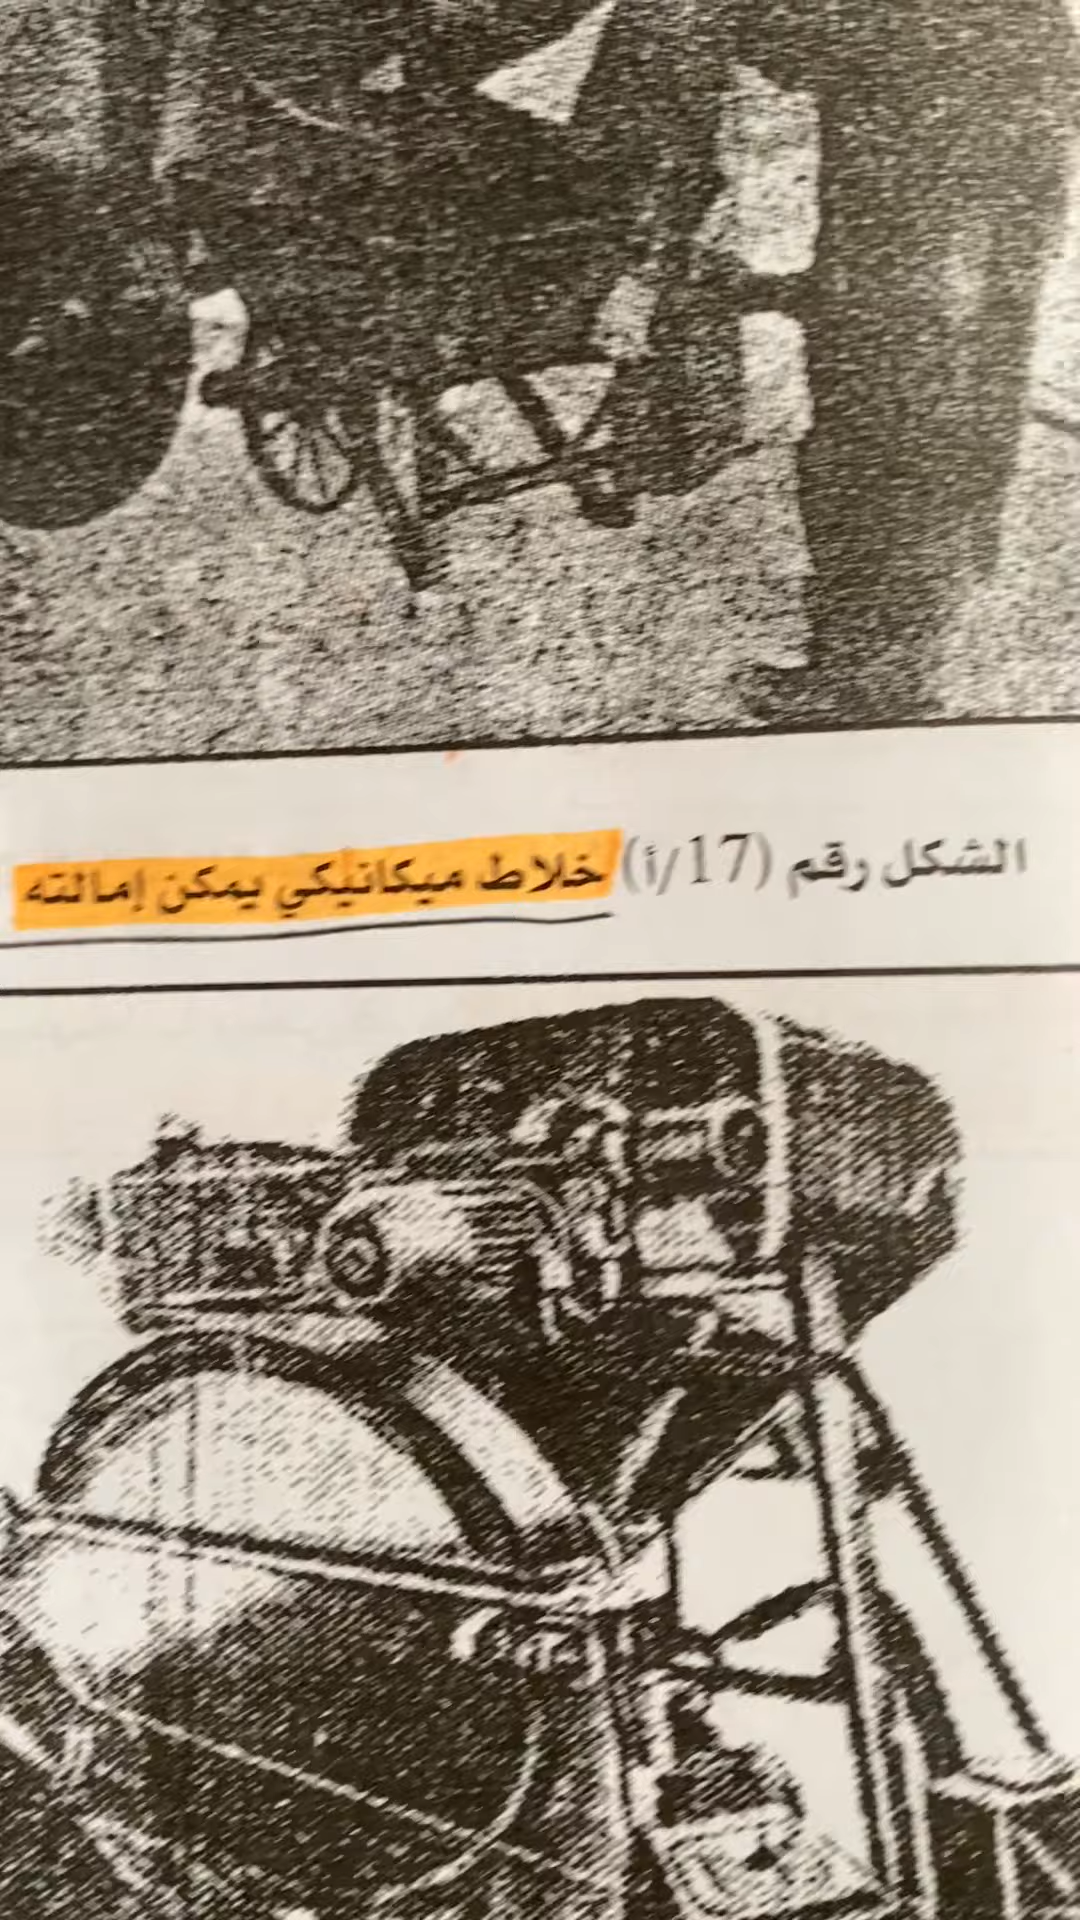 الشكل رقم (17/أ) خلاط ميكانيكي يمكن إمالته